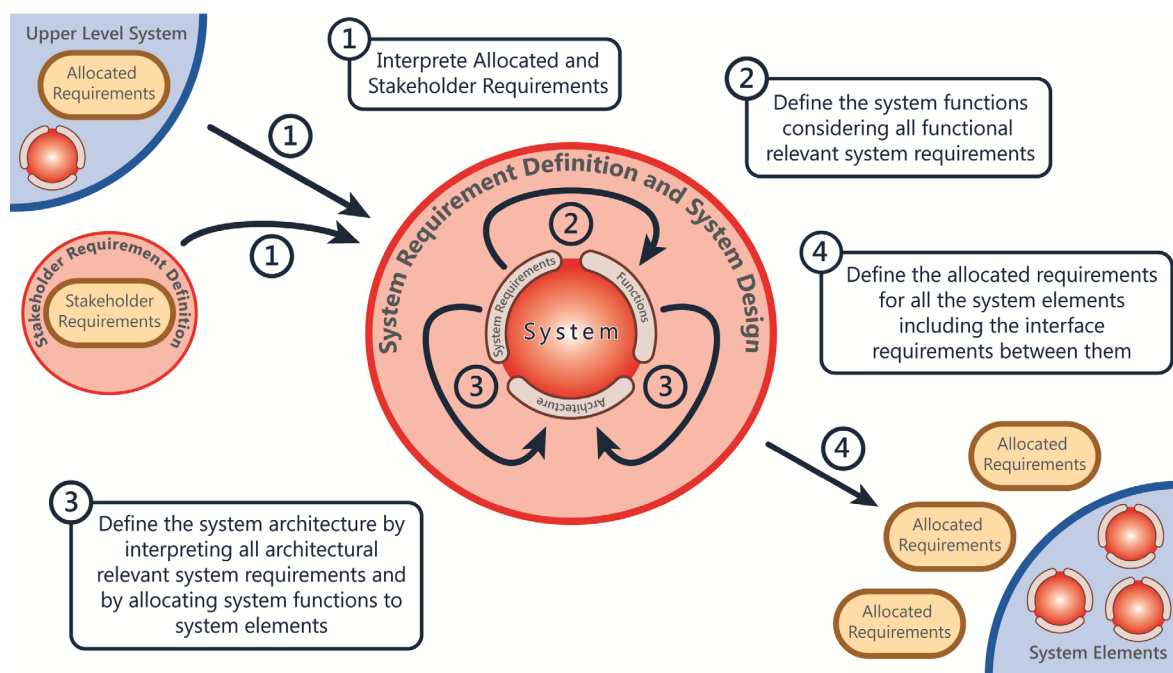 Upper Level System
Allocated
Requirements
1
Interprete Allocated and
Stakeholder Requirements
2
Define the system functions
considering all functional
relevant system requirements
1
1
Stakeholder Requirement Definition
Stakeholder
Requirements
System Requirement Definition and System Design
2
System Requirements
Functions
System
3
3
Architecture
4
Define the allocated requirements
for all the system elements
including the interface
requirements between them
4
3
Define the system architecture by
interpreting all architectural
relevant system requirements and
by allocating system functions to
system elements
Allocated
Requirements
Allocated
Requirements
Allocated
Requirements
System Elements